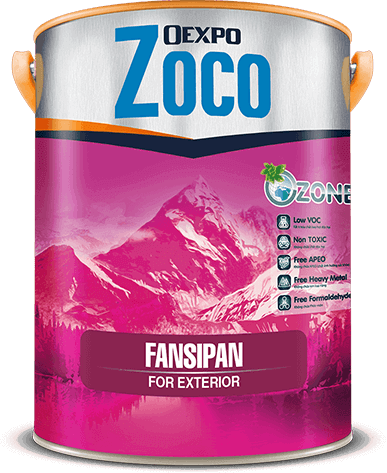 OEXPO
ZOCO
OZONE
Low VOC
Non TOXIC
Free APEO
Free Heavy Metal
Free Formaldehyde
FANSIPAN
FOR EXTERIOR